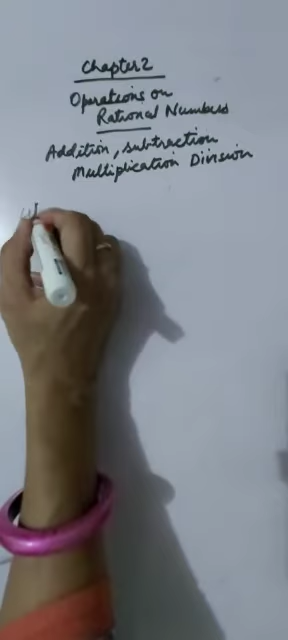 Chapter 2
Operations on
Rational Numbers
Addition, subtraction
Multiplication Division